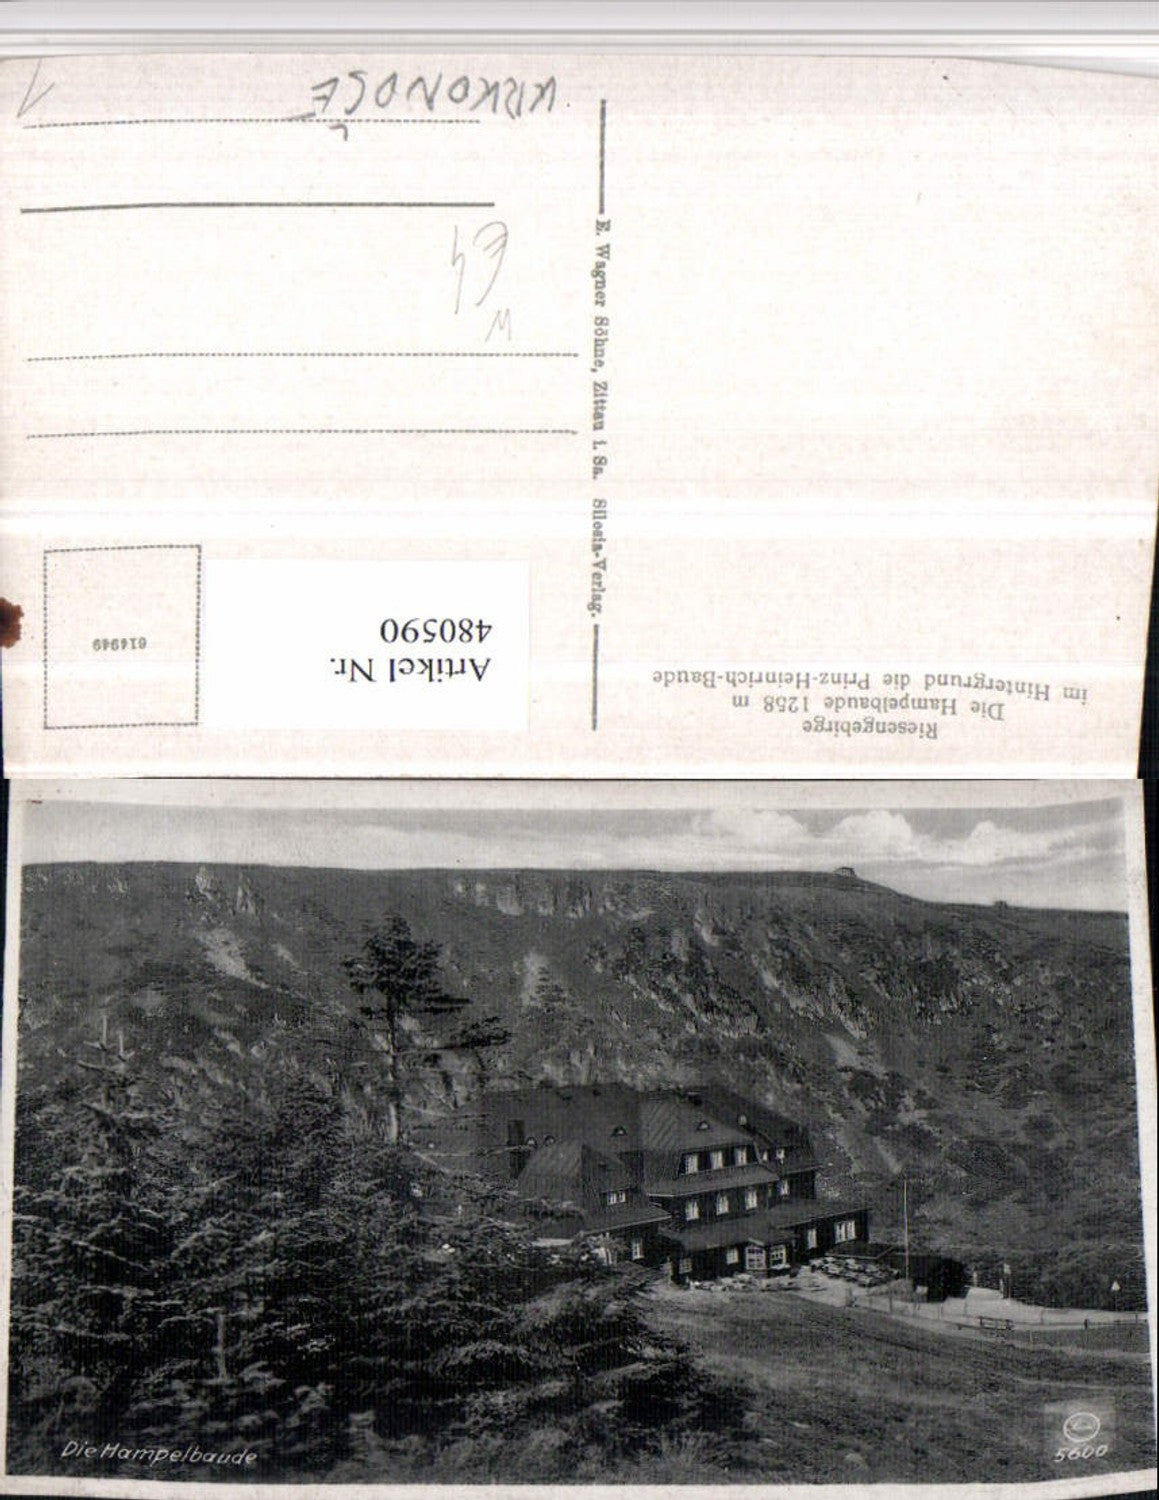 Riesengebirge
Die Hampelbaude 1258 m
im Hintergrund die Prinz-Heinrich-Baude
E. Wagner Söhne, Zittau i. Sa. Silesia-Verlag.
Artikel Nr.
480590
614949
E4
KRKONOŠE
1
Die Hampelbaude
5600